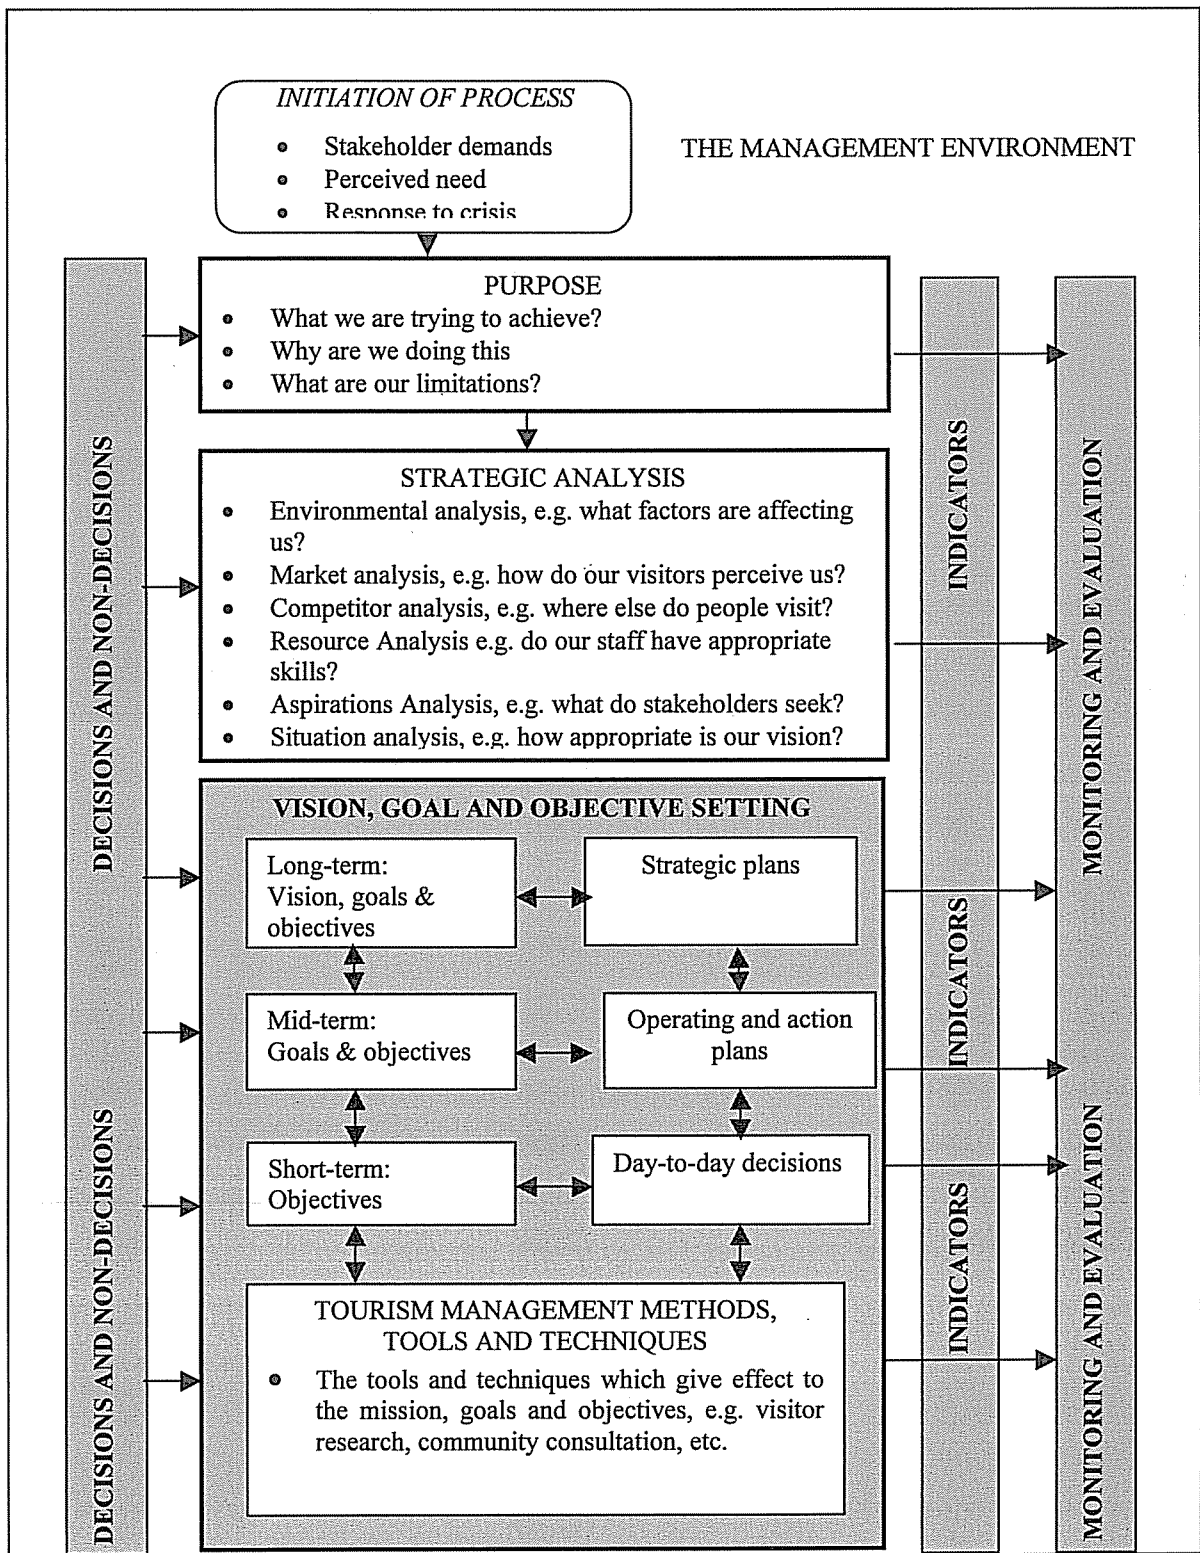 INITIATION OF PROCESS
• Stakeholder demands
• Perceived need
• Response to crisis
THE MANAGEMENT ENVIRONMENT
PURPOSE
• What we are trying to achieve?
• Why are we doing this
• What are our limitations?
STRATEGIC ANALYSIS
• Environmental analysis, e.g. what factors are affecting
us?
• Market analysis, e.g. how do our visitors perceive us?
• Competitor analysis, e.g. where else do people visit?
• Resource Analysis e.g. do our staff have appropriate
skills?
• Aspirations Analysis, e.g. what do stakeholders seek?
• Situation analysis, e.g. how appropriate is our vision?
VISION, GOAL AND OBJECTIVE SETTING
Long-term:
Vision, goals &
objectives
Strategic plans
Mid-term:
Goals & objectives
Operating and action
plans
Short-term:
Objectives
Day-to-day decisions
TOURISM MANAGEMENT METHODS,
TOOLS AND TECHNIQUES
• The tools and techniques which give effect to
the mission, goals and objectives, e.g. visitor
research, community consultation, etc.
DECISIONS AND NON-DECISIONS
DECISIONS AND NON-DECISIONS
INDICATORS
INDICATORS
INDICATORS
MONITORING AND EVALUATION
MONITORING AND EVALUATION